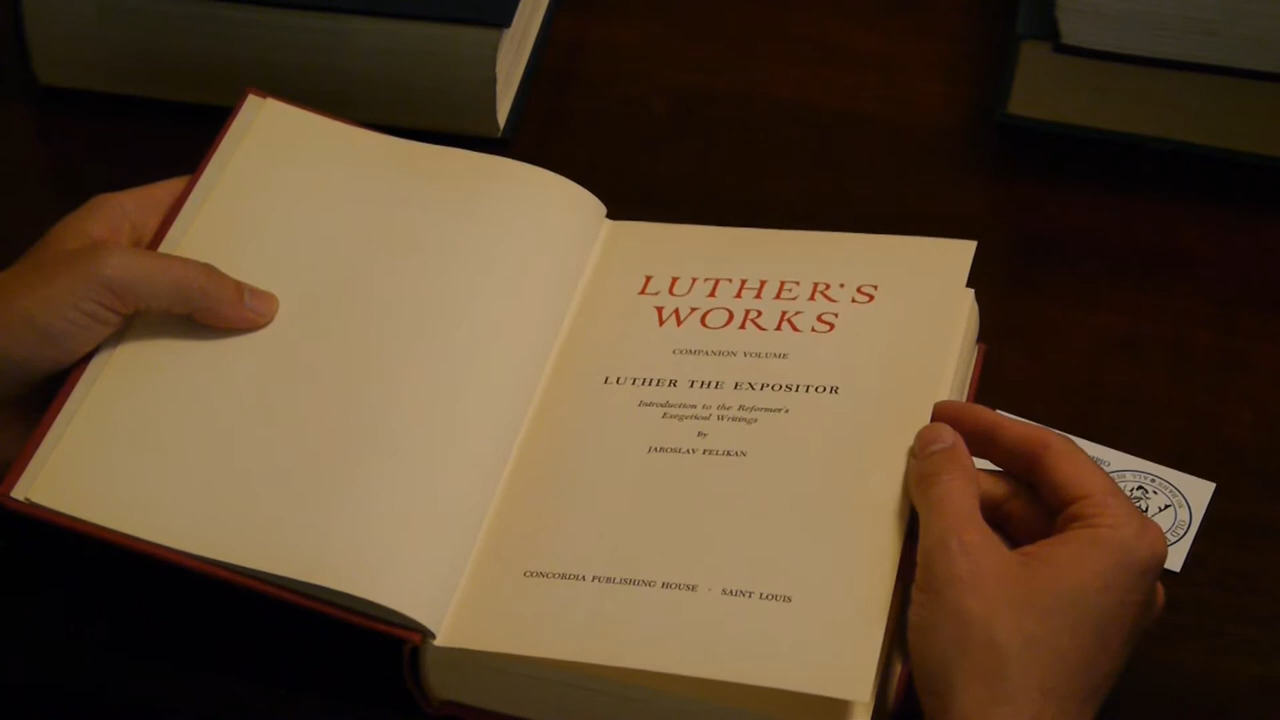 LUTHER'S
WORKS
COMPANION VOLUME
LUTHER THE EXPOSITOR
Introduction to the Reformer's
Exegetical Writings
By
JAROSLAV PELIKAN
CONCORDIA PUBLISHING HOUSE · SAINT LOUIS
OLD